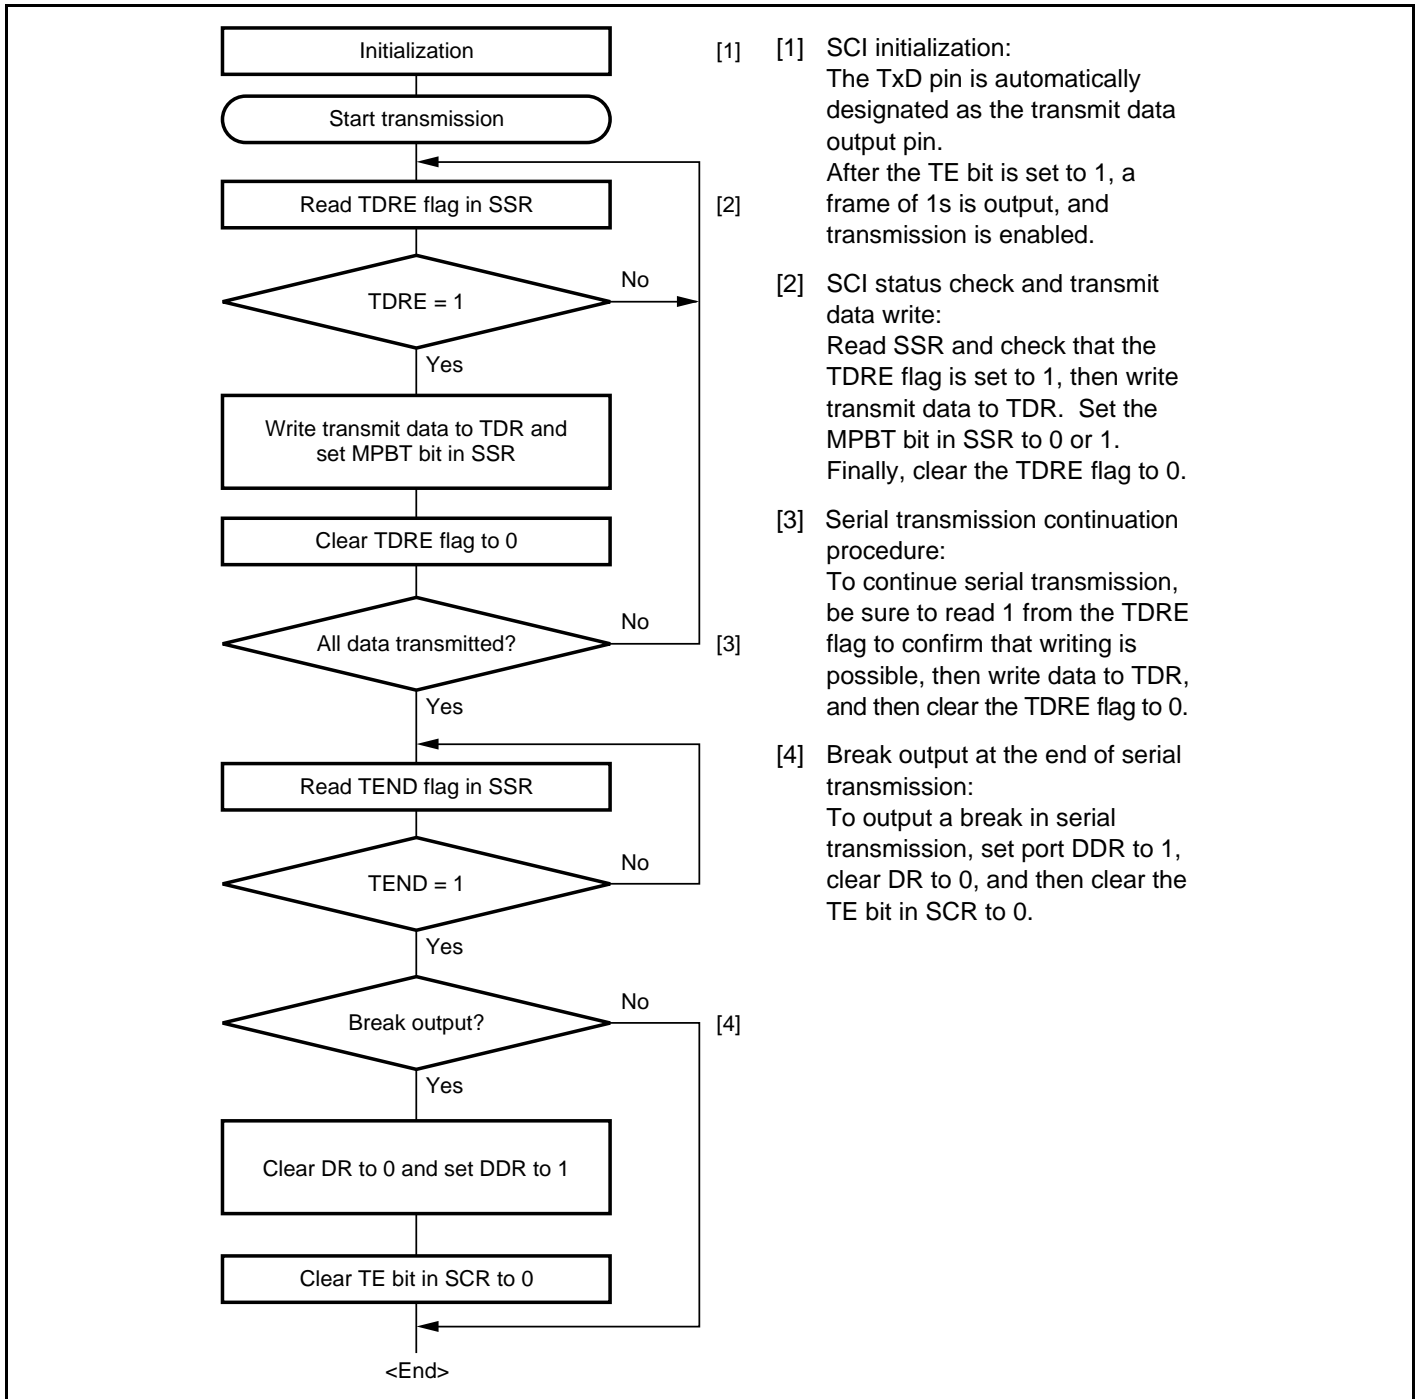 Initialization
[1]
Start transmission
Read TDRE flag in SSR
[2]
No
TDRE = 1
Yes
Write transmit data to TDR and
set MPBT bit in SSR
Clear TDRE flag to 0
No
All data transmitted?
[3]
Yes
Read TEND flag in SSR
No
TEND = 1
Yes
No
Break output?
[4]
Yes
Clear DR to 0 and set DDR to 1
Clear TE bit in SCR to 0
<End>
[1] SCI initialization:
The TxD pin is automatically
designated as the transmit data
output pin.
After the TE bit is set to 1, a
frame of 1s is output, and
transmission is enabled.
[2] SCI status check and transmit
data write:
Read SSR and check that the
TDRE flag is set to 1, then write
transmit data to TDR. Set the
MPBT bit in SSR to 0 or 1.
Finally, clear the TDRE flag to 0.
[3] Serial transmission continuation
procedure:
To continue serial transmission,
be sure to read 1 from the TDRE
flag to confirm that writing is
possible, then write data to TDR,
and then clear the TDRE flag to 0.
[4] Break output at the end of serial
transmission:
To output a break in serial
transmission, set port DDR to 1,
clear DR to 0, and then clear the
TE bit in SCR to 0.